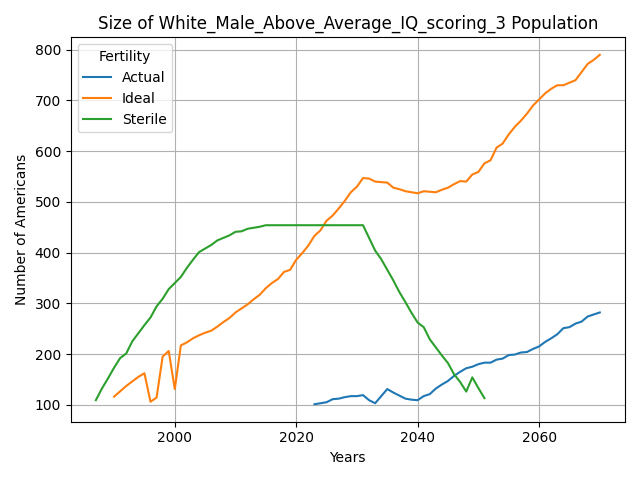 Size of White_Male_Above_Average_IQ_scoring_3 Population
Fertility
Actual
Ideal
Sterile
Number of Americans
800
700
600
500
400
300
200
100
2000
2020
2040
2060
Years